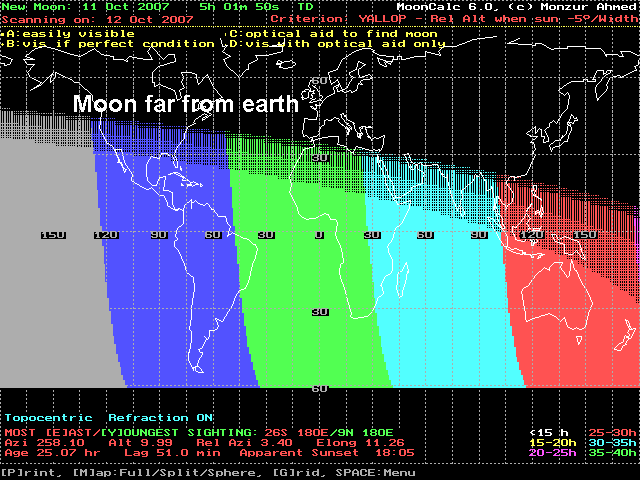 New Moon: 11 Oct 2007    5h 01m 50s  TD    MoonCalc 6.0, (c) Monzur Ahmed
Scanning on: 12 Oct 2007    Criterion: YALLOP - Rel Alt when sun -5º/Width
A:easily visible    C:optical aid to find moon
B:vis if perfect condition    D:vis with optical aid only
60
Moon far from earth
30
150 120 90 60 30 0 30 60 90 120 150
30
60
Topocentric  Refraction ON
MOST [E]AST/[Y]OUNGEST SIGHTING: 26S 180E/9N 180E    <15 h    25-30h
Azi 258.10   Alt 9.99   Rel Azi 3.40   Elong 11.26    15-20h    30-35h
Age 25.07 hr   Lag 51.0 min   Apparent Sunset  18:05    20-25h    35-40h
[P]rint, [M]ap:Full/Split/Sphere, [G]rid, SPACE:Menu